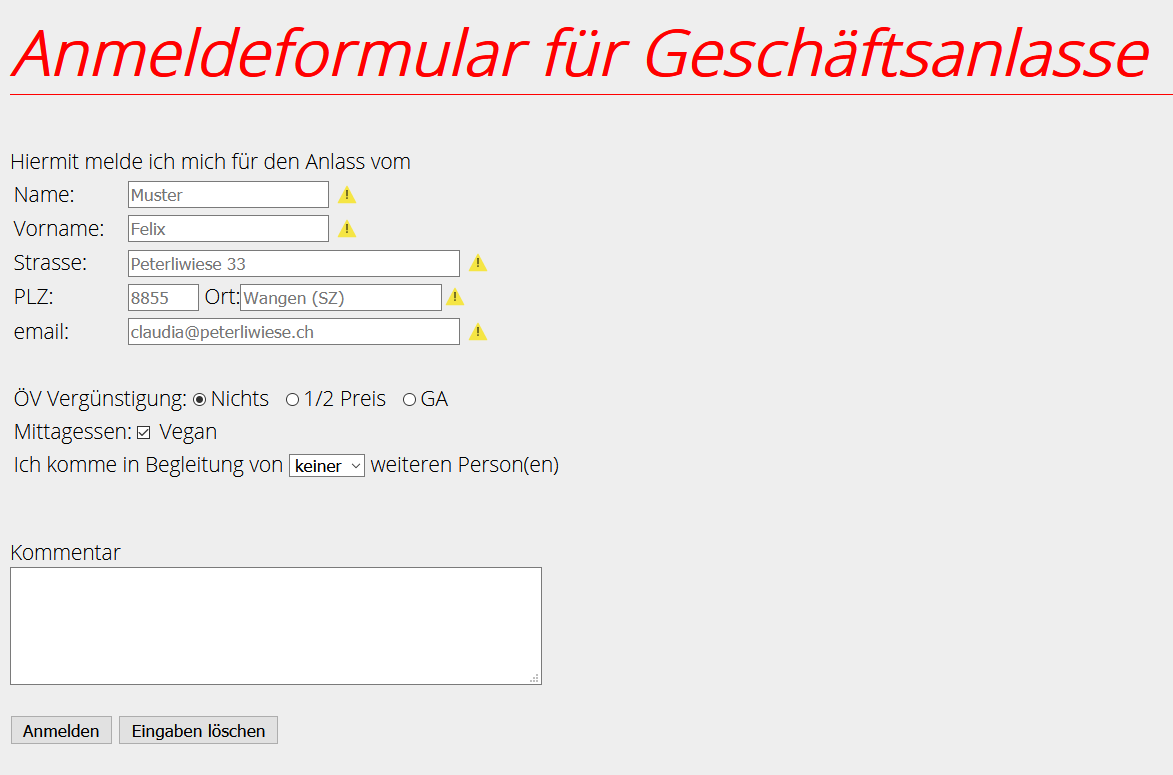 Anmeldeformular für Geschäftsanlasse
Hiermit melde ich mich für den Anlass vom
Name: Muster
Vorname: Felix
Strasse: Peterliwiese 33
PLZ: 8855 Ort: Wangen (SZ)
email: claudia@peterliwiese.ch
ÖV Vergünstigung: Nichts 1/2 Preis GA
Mittagessen: Vegan
Ich komme in Begleitung von keiner weiteren Person(en)
Kommentar
Anmelden Eingaben löschen